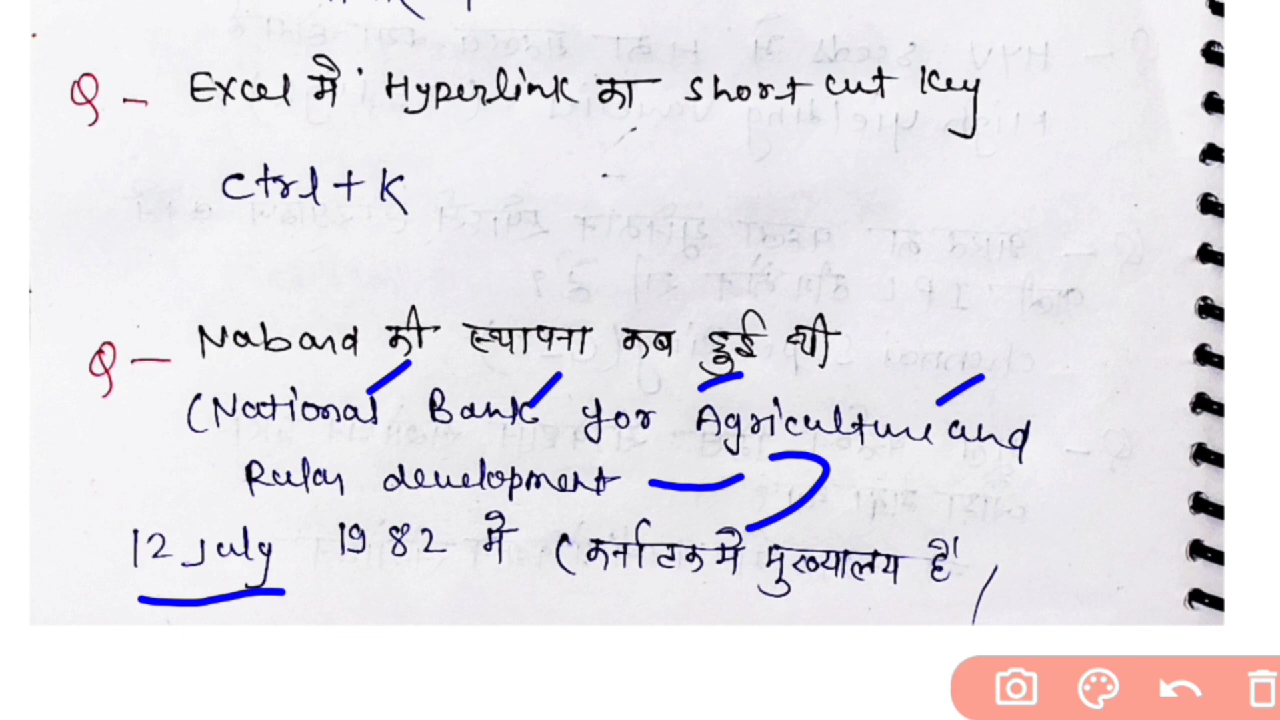 Q - Excel में Hyperlink का short cut key
ctrl + K
Q - Naband की स्थापना कब हुई थी
(National Bank for Agriculture and
Rular development
12 July 1982 में (कर्नाटक में मुख्यालय है)